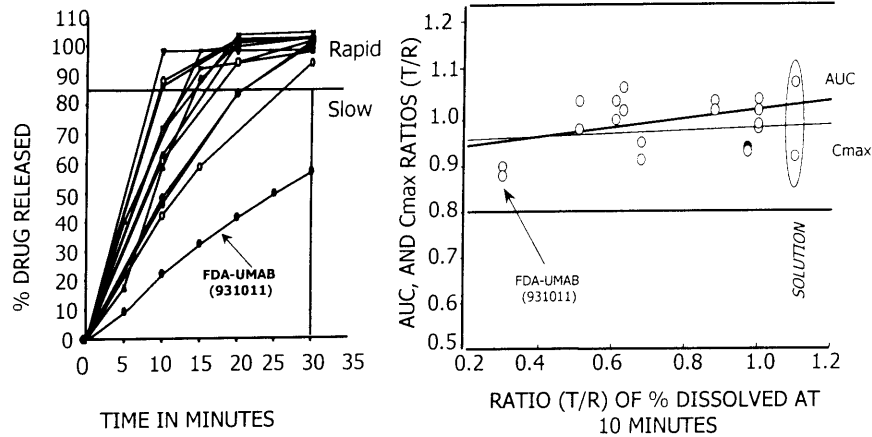 110
100
90
80
70
60
50
40
30
20
10
0
0 5 10 15 20 25 30 35
% DRUG RELEASED
TIME IN MINUTES
Rapid
Slow
FDA-UMAB
(931011)
1.2
1.1
1.0
0.9
0.8
0.7
0.6
0.5
0.2 0.4 0.6 0.8 1.0 1.2
AUC, AND Cmax RATIOS (T/R)
RATIO (T/R) OF % DISSOLVED AT
10 MINUTES
AUC
Cmax
SOLUTION
FDA-UMAB
(931011)